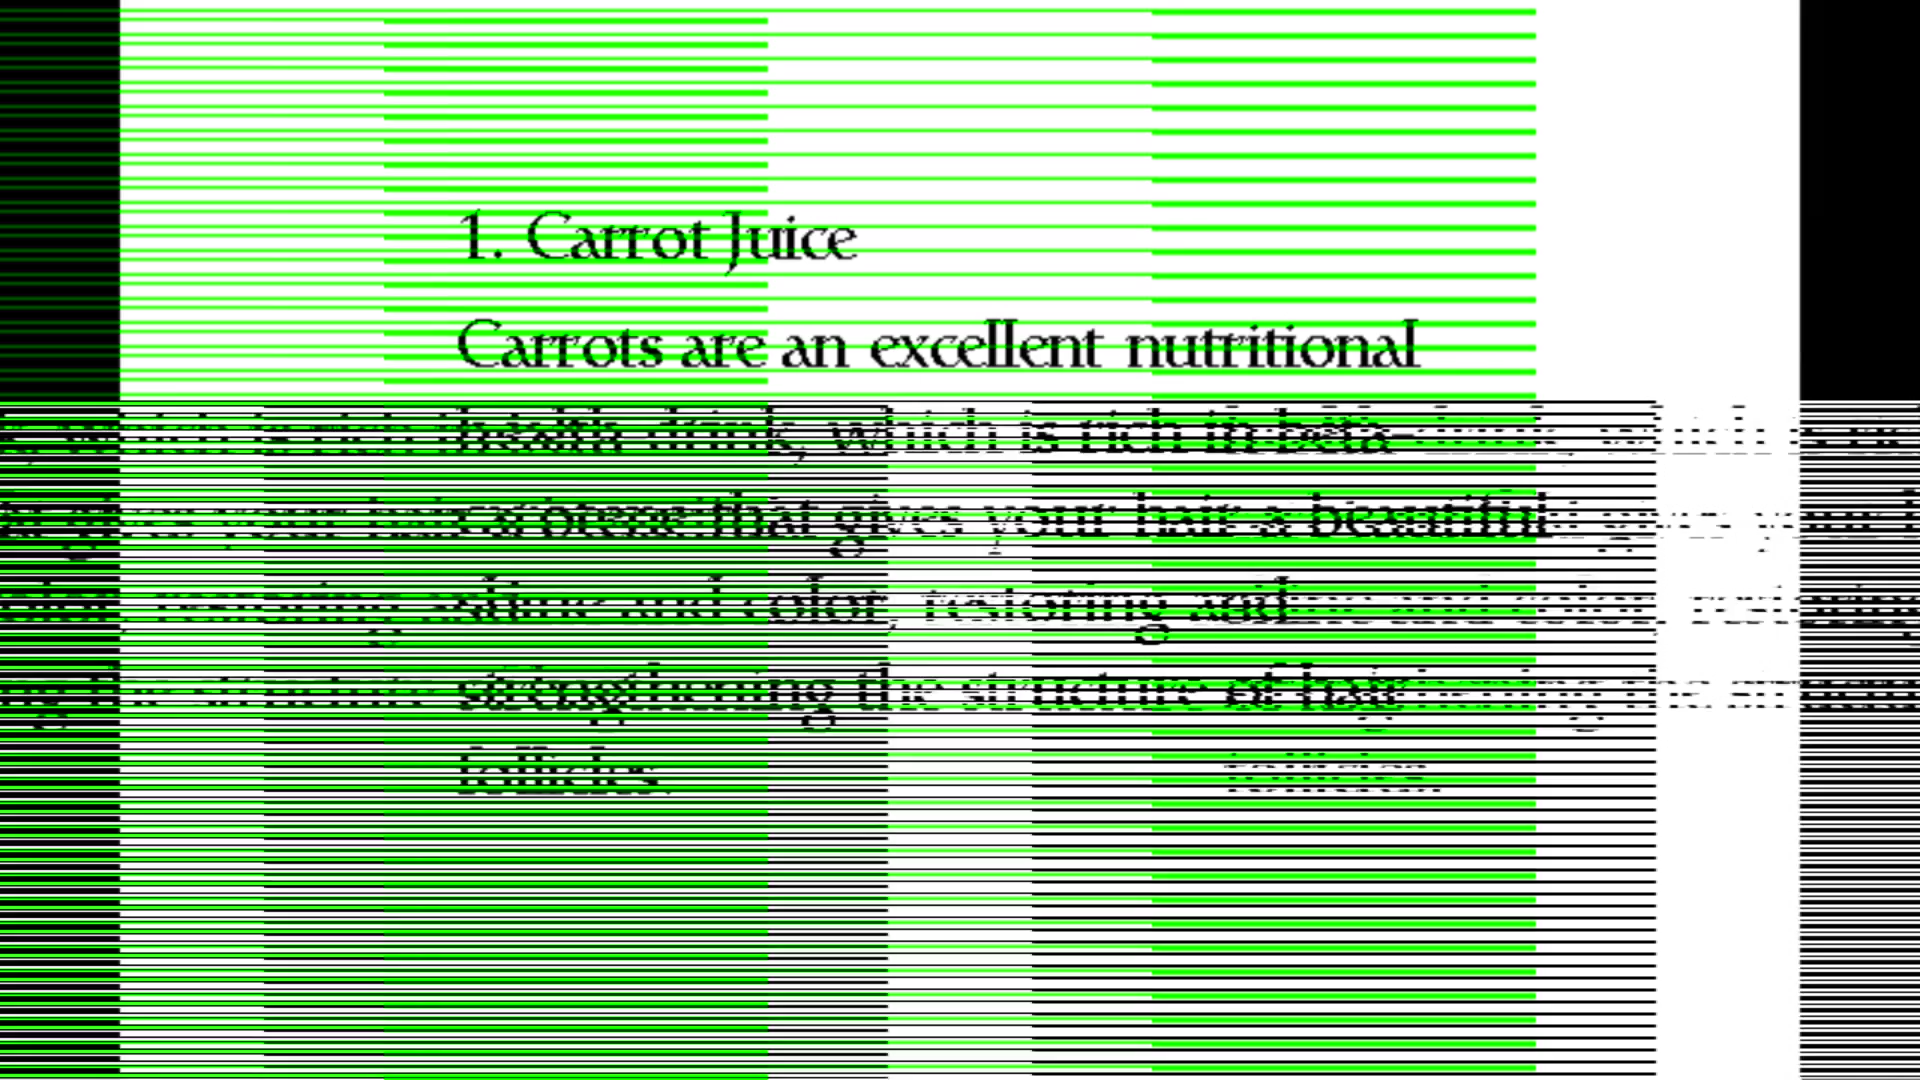 1. Carrot Juice
Carrots are an excellent nutritional
health drink, which is rich in beta-
carotene that gives your hair a beautiful
shine and color, restoring and
strengthening the structure of hair
follicles.